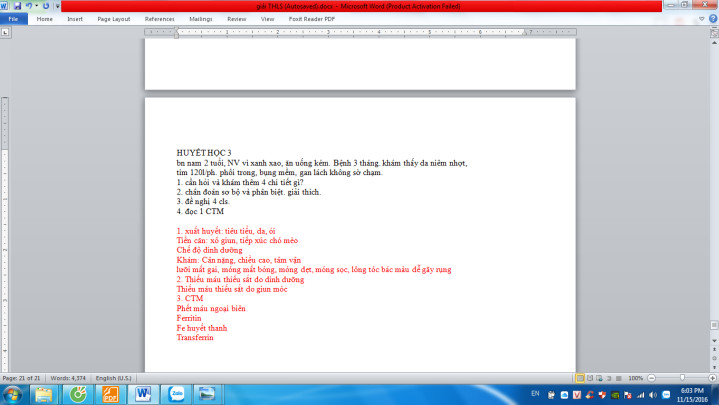 gik THLS (Autosaved).docx - Microsoft Word (Product Activation Failed)
File Home Insert Page Layout References Mailings Review View Foxit Reader PDF
HUYẾT HỌC 3
bn nam 2 tuổi, NV vì xanh xao, ăn uống kém. Bệnh 3 tháng. khám thấy da niêm nhợt,
tim 120l/ph. phổi trong, bụng mềm, gan lách không sờ chạm.
1. cần hỏi và khám thêm 4 chi tiết gì?
2. chẩn đoán sơ bộ và phân biệt. giải thích.
3. đề nghị 4 cls.
4. đọc 1 CTM
1. xuất huyết: tiêu tiểu, da, ói
Tiền căn: xổ giun, tiếp xúc chó mèo
Chế độ dinh dưỡng
Khám: Cân nặng, chiều cao, tâm vận
lưỡi mất gai, móng mất bóng, móng dẹt, móng sọc, lông tóc bác màu dễ gãy rụng
2. Thiếu máu thiếu sắt do dinh dưỡng
Thiếu máu thiếu sắt do giun móc
3. CTM
Phết máu ngoại biên
Ferritin
Fe huyết thanh
Transferrin
Page: 21 of 21 Words: 4,374 English (U.S.) 100%
EN 6:03 PM
11/15/2016